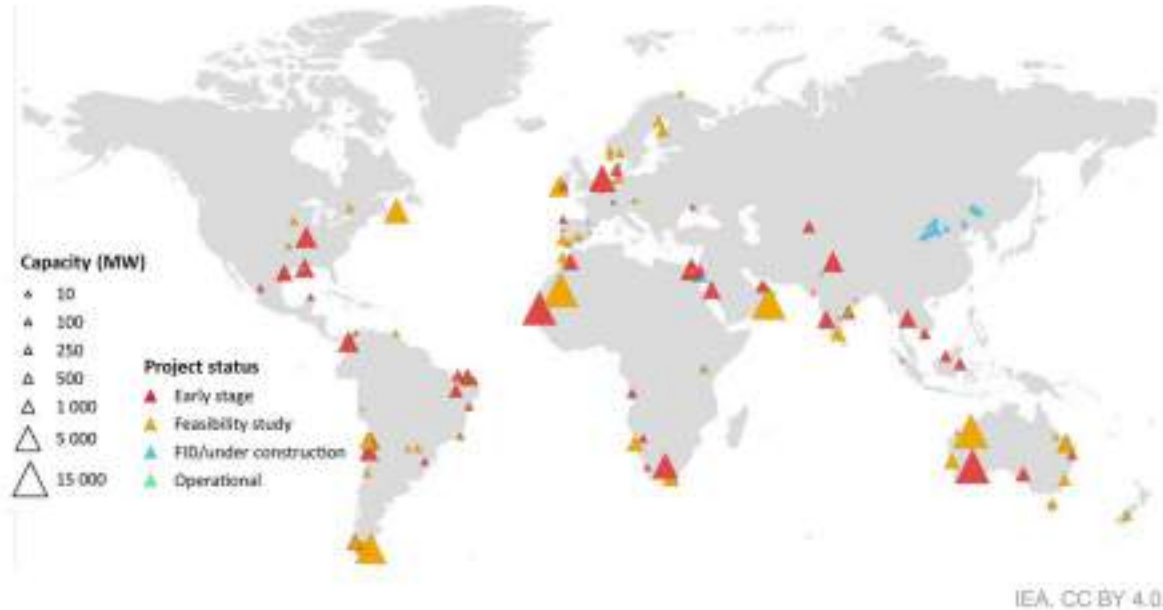 Capacity (MW)
10
100
250
500
1 000
5 000
15 000
Project status
Early stage
Feasibility study
FID/under construction
Operational
IEA. CC BY 4.0